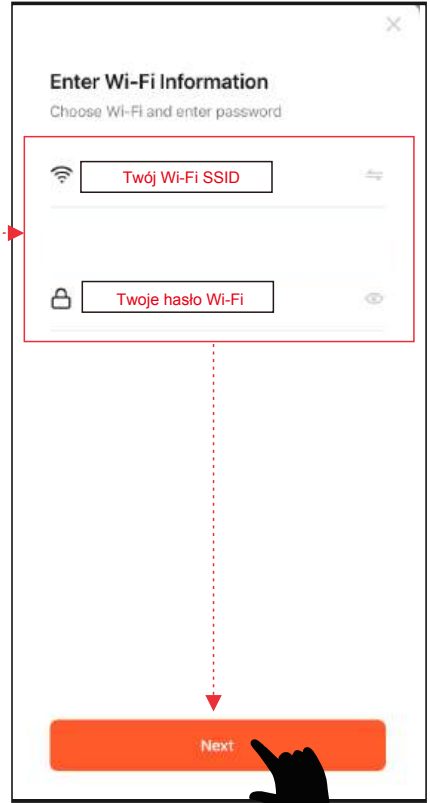 Enter Wi-Fi Information
Choose Wi-Fi and enter password
Twój Wi-Fi SSID
Twoje hasło Wi-Fi
Next